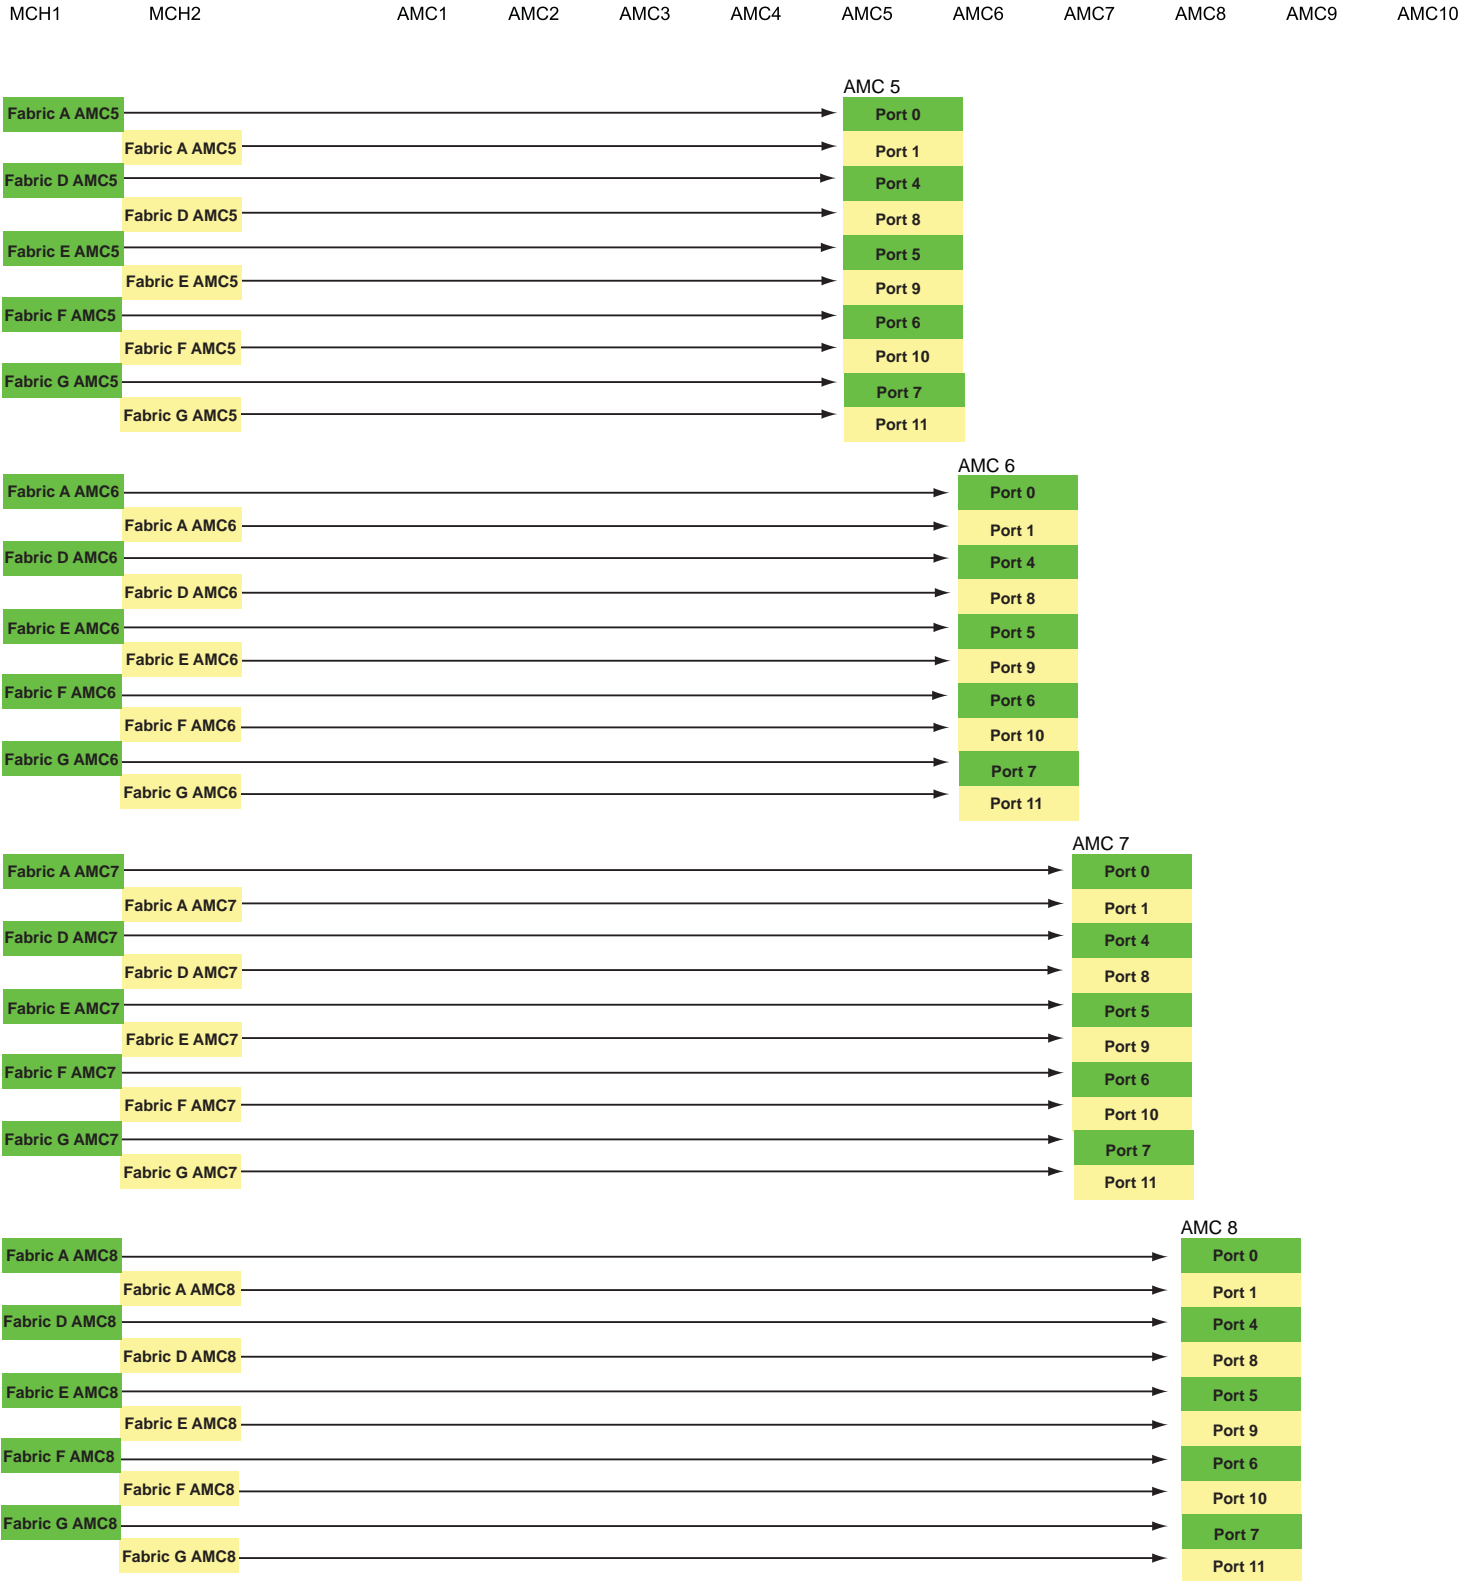 MCH1 MCH2 AMC1 AMC2 AMC3 AMC4 AMC5 AMC6 AMC7 AMC8 AMC9 AMC10
AMC 5
Fabric A AMC5 Port 0
Fabric A AMC5 Port 1
Fabric D AMC5 Port 4
Fabric D AMC5 Port 8
Fabric E AMC5 Port 5
Fabric E AMC5 Port 9
Fabric F AMC5 Port 6
Fabric F AMC5 Port 10
Fabric G AMC5 Port 7
Fabric G AMC5 Port 11
AMC 6
Fabric A AMC6 Port 0
Fabric A AMC6 Port 1
Fabric D AMC6 Port 4
Fabric D AMC6 Port 8
Fabric E AMC6 Port 5
Fabric E AMC6 Port 9
Fabric F AMC6 Port 6
Fabric F AMC6 Port 10
Fabric G AMC6 Port 7
Fabric G AMC6 Port 11
AMC 7
Fabric A AMC7 Port 0
Fabric A AMC7 Port 1
Fabric D AMC7 Port 4
Fabric D AMC7 Port 8
Fabric E AMC7 Port 5
Fabric E AMC7 Port 9
Fabric F AMC7 Port 6
Fabric F AMC7 Port 10
Fabric G AMC7 Port 7
Fabric G AMC7 Port 11
AMC 8
Fabric A AMC8 Port 0
Fabric A AMC8 Port 1
Fabric D AMC8 Port 4
Fabric D AMC8 Port 8
Fabric E AMC8 Port 5
Fabric E AMC8 Port 9
Fabric F AMC8 Port 6
Fabric F AMC8 Port 10
Fabric G AMC8 Port 7
Fabric G AMC8 Port 11